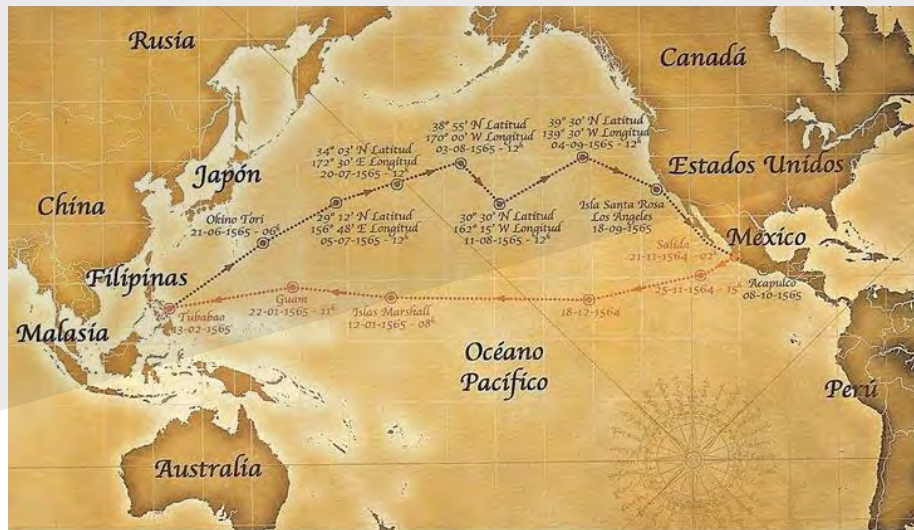 Rusia
Canadá
38° 55' N Latitud
170° 00' W Longitud
03-08-1565 - 12ʰ
39° 30' N Latitud
139° 30' W Longitud
04-09-1565 - 12ʰ
34° 03' N Latitud
172° 30' E Longitud
20-07-1565 - 12ʰ
Japón
Estados Unidos
China
Okino Tori
21-06-1565 - 06ʰ
29° 12' N Latitud
156° 48' E Longitud
05-07-1565 - 12ʰ
30° 30' N Latitud
162° 15' W Longitud
11-08-1565 - 12ʰ
Isla Santa Rosa
Los Angeles
18-09-1565
Salida
21-11-1564 - 02ʰ
Mexico
Filipinas
Acapulco
08-10-1565
25-11-1564 - 15ʰ
Guam
22-01-1565 - 11ʰ
Islas Marshall
12-01-1565 - 08ʰ
18-12-1564
Tubabao
13-02-1565
Malasía
Océano
Pacífico
Perú
Australia